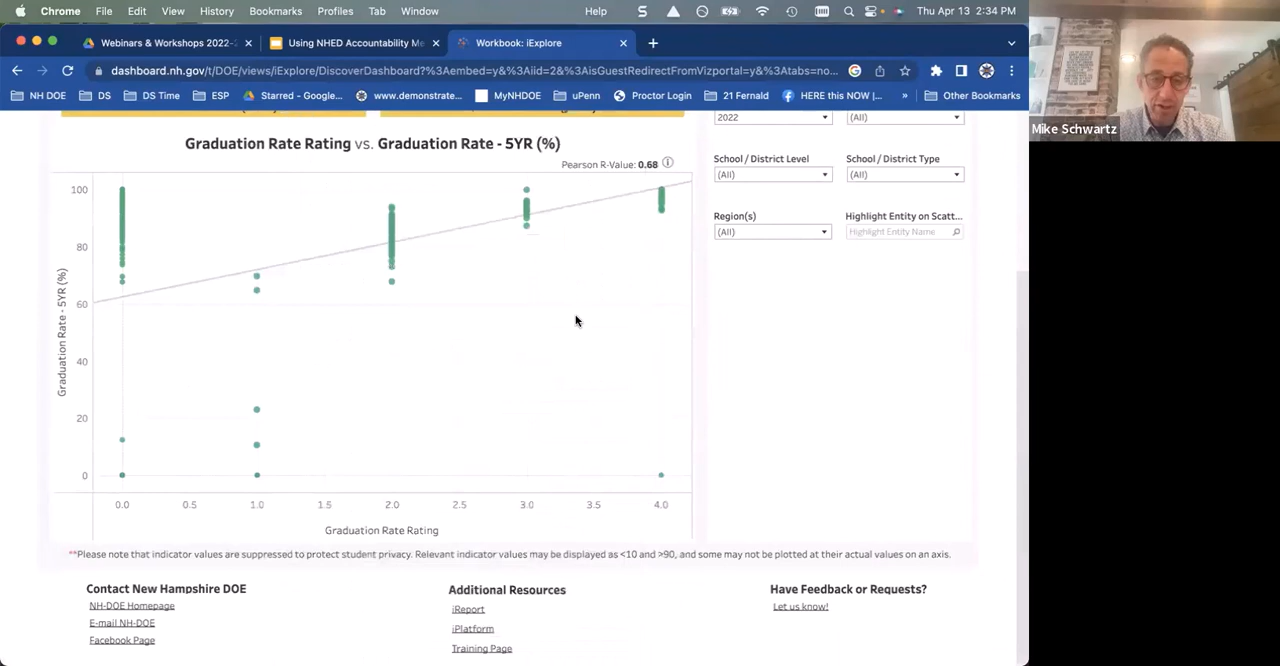 Chrome File Edit View History Bookmarks Profiles Tab Window Help Thu Apr 13 2:34 PM
Webinars & Workshops 2022- Using NHED Accountability Me Workbook: iExplore
dashboard.nh.gov/t/DOE/views/iExplore/DiscoverDashboard?%3Aembed=y&%3Aiid=2&%3AisGuestRedirectFromVizportal=y&%3Atabs=no...
NH DOE DS DS Time ESP Starred - Google... www.demonstrate... MyNHDOE uPenn Proctor Login 21 Fernald HERE this NOW |... » Other Bookmarks
Mike Schwartz
2022 (All)
Graduation Rate Rating vs. Graduation Rate - 5YR (%)
Pearson R-Value: 0.68
School / District Level School / District Type
(All) (All)
Region(s) Highlight Entity on Scatt...
(All) Highlight Entity Name
Graduation Rate - 5YR (%)
100
80
60
40
20
0
0.0 0.5 1.0 1.5 2.0 2.5 3.0 3.5 4.0
Graduation Rate Rating
**Please note that indicator values are suppressed to protect student privacy. Relevant indicator values may be displayed as <10 and >90, and some may not be plotted at their actual values on an axis.
Contact New Hampshire DOE Additional Resources Have Feedback or Requests?
NH-DOE Homepage iReport Let us know!
E-mail NH-DOE iPlatform
Facebook Page Training Page